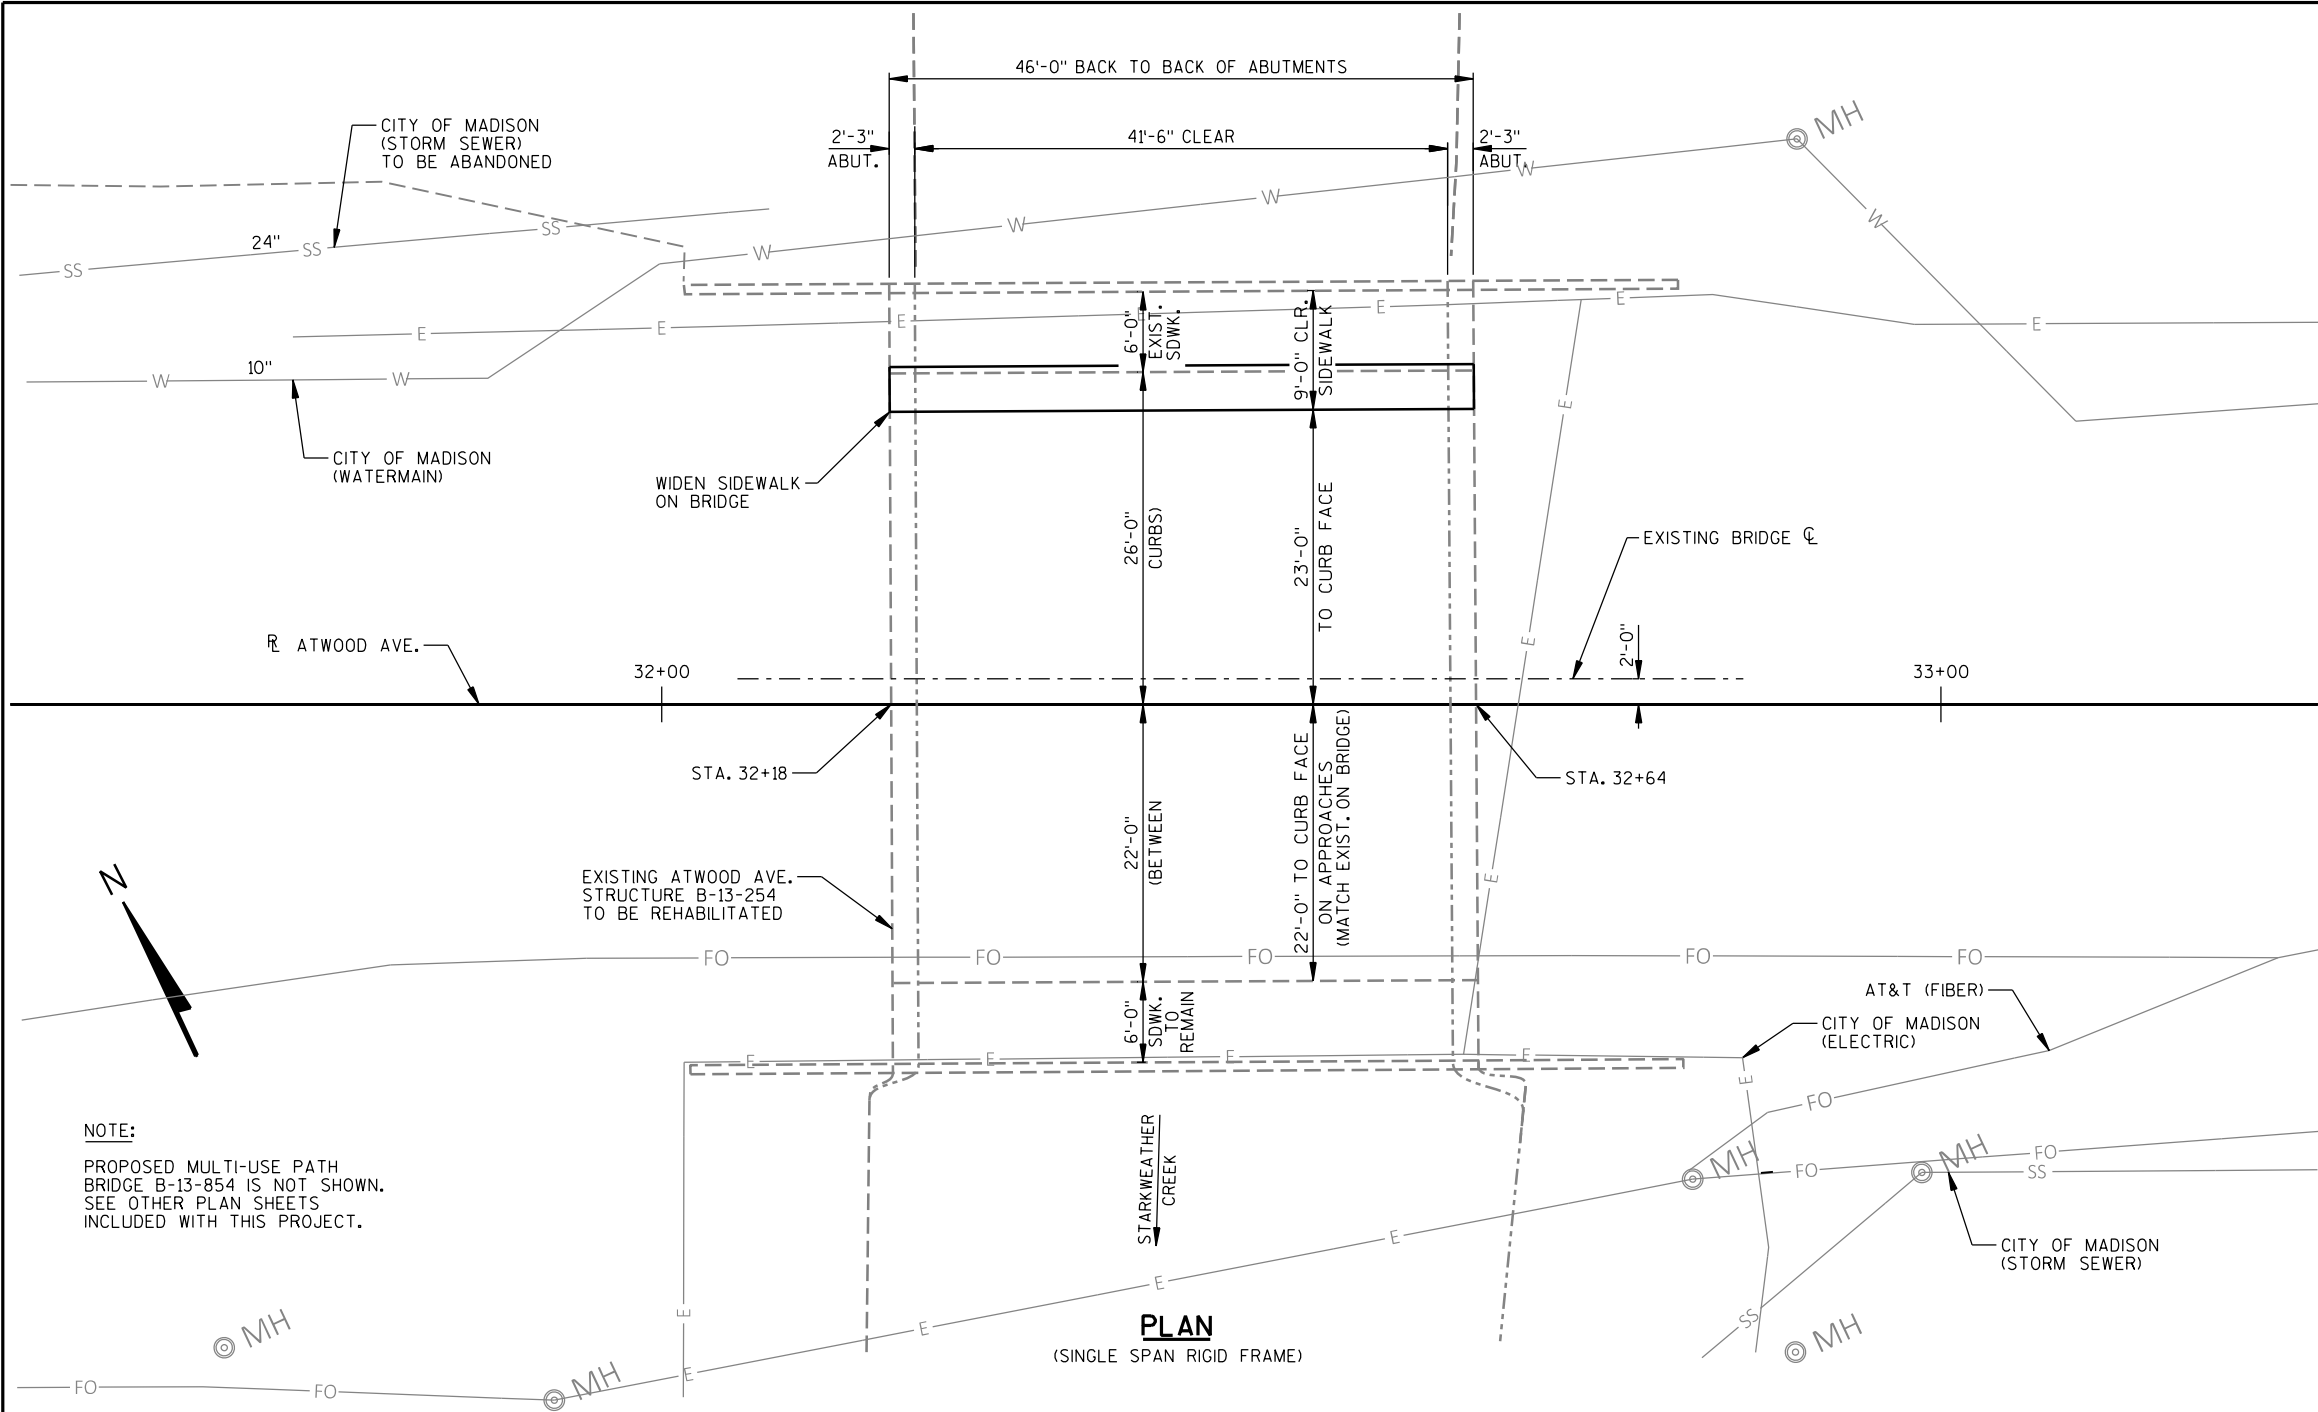 46'-0" BACK TO BACK OF ABUTMENTS
CITY OF MADISON
(STORM SEWER)
TO BE ABANDONED
2'-3"
ABUT.
41'-6" CLEAR
2'-3"
ABUT.
MH
W
W
W
W
W
24"
SS
SS
SS
E
E
E
E
E
E
E
6'-0"
EXIST.
SDWK.
9'-0" CLR.
SIDEWALK
10"
W
W
CITY OF MADISON
(WATERMAIN)
WIDEN SIDEWALK
ON BRIDGE
26'-0"
CURBS)
23'-0"
TO CURB FACE
E
E
E
EXISTING BRIDGE ℄
2'-0"
R/L ATWOOD AVE.
32+00
33+00
STA. 32+18
STA. 32+64
22'-0"
(BETWEEN
22'-0" TO CURB FACE
ON APPROACHES
(MATCH EXIST. ON BRIDGE)
N
EXISTING ATWOOD AVE.
STRUCTURE B-13-254
TO BE REHABILITATED
FO
FO
FO
FO
FO
AT&T (FIBER)
CITY OF MADISON
(ELECTRIC)
6'-0"
SDWK.
TO
REMAIN
E
E
E
E
E
FO
NOTE:
PROPOSED MULTI-USE PATH
BRIDGE B-13-854 IS NOT SHOWN.
SEE OTHER PLAN SHEETS
INCLUDED WITH THIS PROJECT.
STARKWEATHER
CREEK
MH
FO
MH
FO
SS
CITY OF MADISON
(STORM SEWER)
E
E
E
E
E
SS
MH
MH
MH
FO
FO
PLAN
(SINGLE SPAN RIGID FRAME)